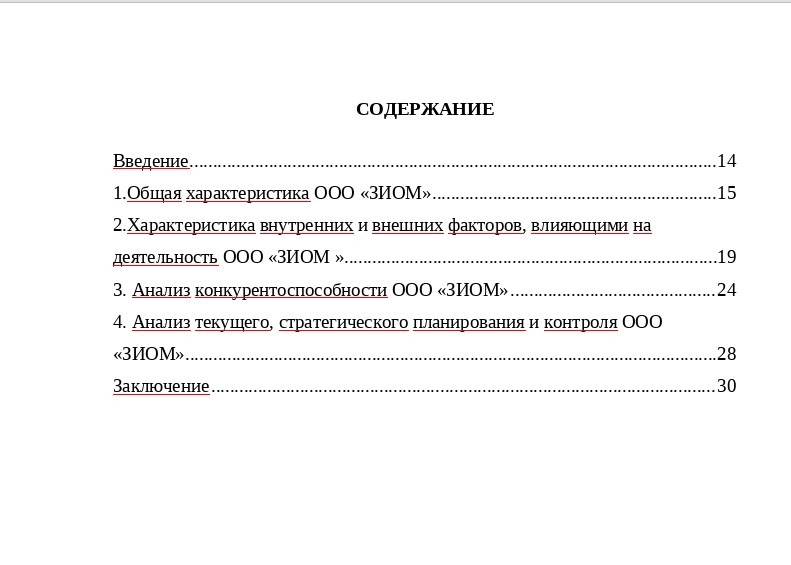 СОДЕРЖАНИЕ
Введение................................................................................................................14
1.Общая характеристика ООО «ЗИОМ»............................................................15
2.Характеристика внутренних и внешних факторов, влияющими на
деятельность ООО «ЗИОМ »...............................................................................19
3. Анализ конкурентоспособности ООО «ЗИОМ»............................................24
4. Анализ текущего, стратегического планирования и контроля ООО
«ЗИОМ».................................................................................................................28
Заключение............................................................................................................30